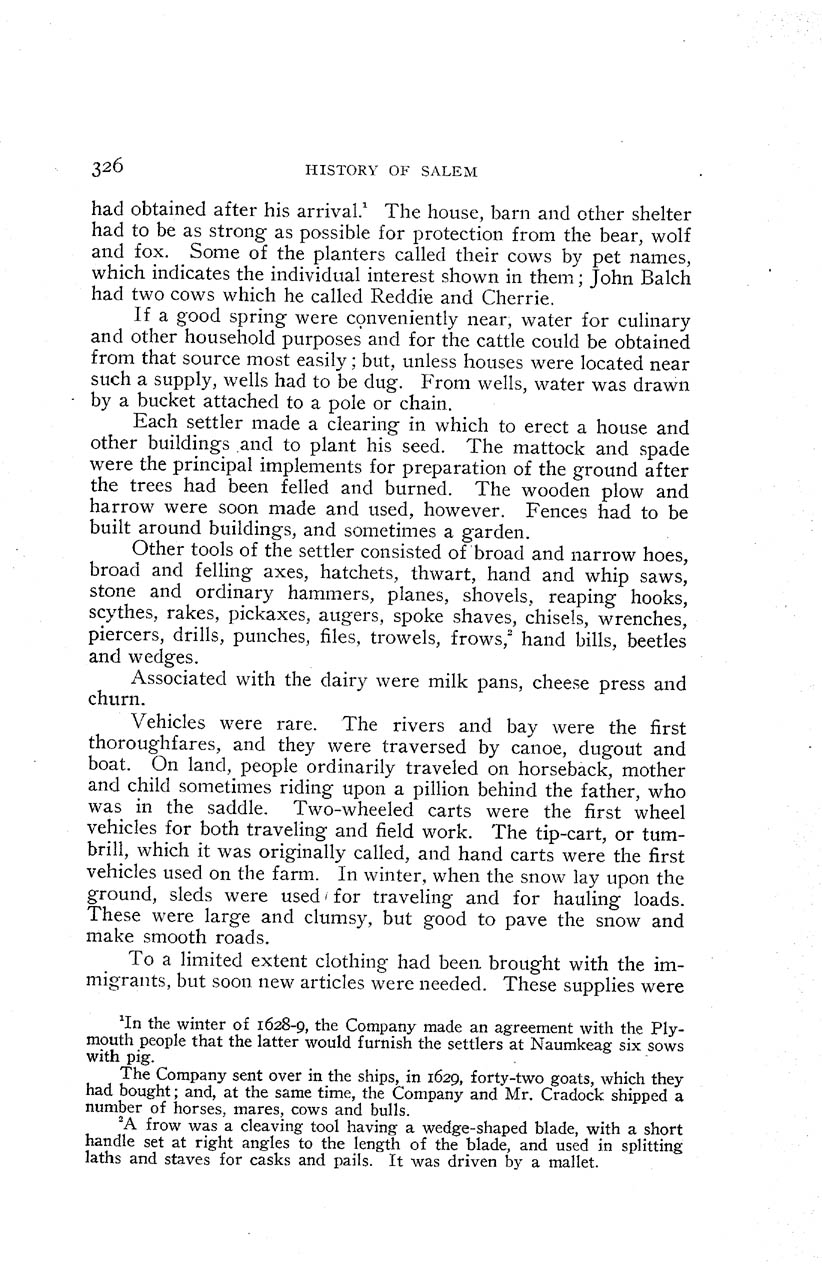 326 HISTORY OF SALEM
had obtained after his arrival.¹ The house, barn and other shelter
had to be as strong as possible for protection from the bear, wolf
and fox. Some of the planters called their cows by pet names,
which indicates the individual interest shown in them; John Balch
had two cows which he called Reddie and Cherrie.
If a good spring were conveniently near, water for culinary
and other household purposes and for the cattle could be obtained
from that source most easily; but, unless houses were located near
such a supply, wells had to be dug. From wells, water was drawn
by a bucket attached to a pole or chain.
Each settler made a clearing in which to erect a house and
other buildings and to plant his seed. The mattock and spade
were the principal implements for preparation of the ground after
the trees had been felled and burned. The wooden plow and
harrow were soon made and used, however. Fences had to be
built around buildings, and sometimes a garden.
Other tools of the settler consisted of broad and narrow hoes,
broad and felling axes, hatchets, thwart, hand and whip saws,
stone and ordinary hammers, planes, shovels, reaping hooks,
scythes, rakes, pickaxes, augers, spoke shaves, chisels, wrenches,
piercers, drills, punches, files, trowels, frows,² hand bills, beetles
and wedges.
Associated with the dairy were milk pans, cheese press and
churn.
Vehicles were rare. The rivers and bay were the first
thoroughfares, and they were traversed by canoe, dugout and
boat. On land, people ordinarily traveled on horseback, mother
and child sometimes riding upon a pillion behind the father, who
was in the saddle. Two-wheeled carts were the first wheel
vehicles for both traveling and field work. The tip-cart, or tum-
brill, which it was originally called, and hand carts were the first
vehicles used on the farm. In winter, when the snow lay upon the
ground, sleds were used for traveling and for hauling loads.
These were large and clumsy, but good to pave the snow and
make smooth roads.
To a limited extent clothing had been brought with the im-
migrants, but soon new articles were needed. These supplies were
¹In the winter of 1628-9, the Company made an agreement with the Ply-
mouth people that the latter would furnish the settlers at Naumkeag six sows
with pig.
The Company sent over in the ships, in 1629, forty-two goats, which they
had bought; and, at the same time, the Company and Mr. Cradock shipped a
number of horses, mares, cows and bulls.
²A frow was a cleaving tool having a wedge-shaped blade, with a short
handle set at right angles to the length of the blade, and used in splitting
laths and staves for casks and pails. It was driven by a mallet.